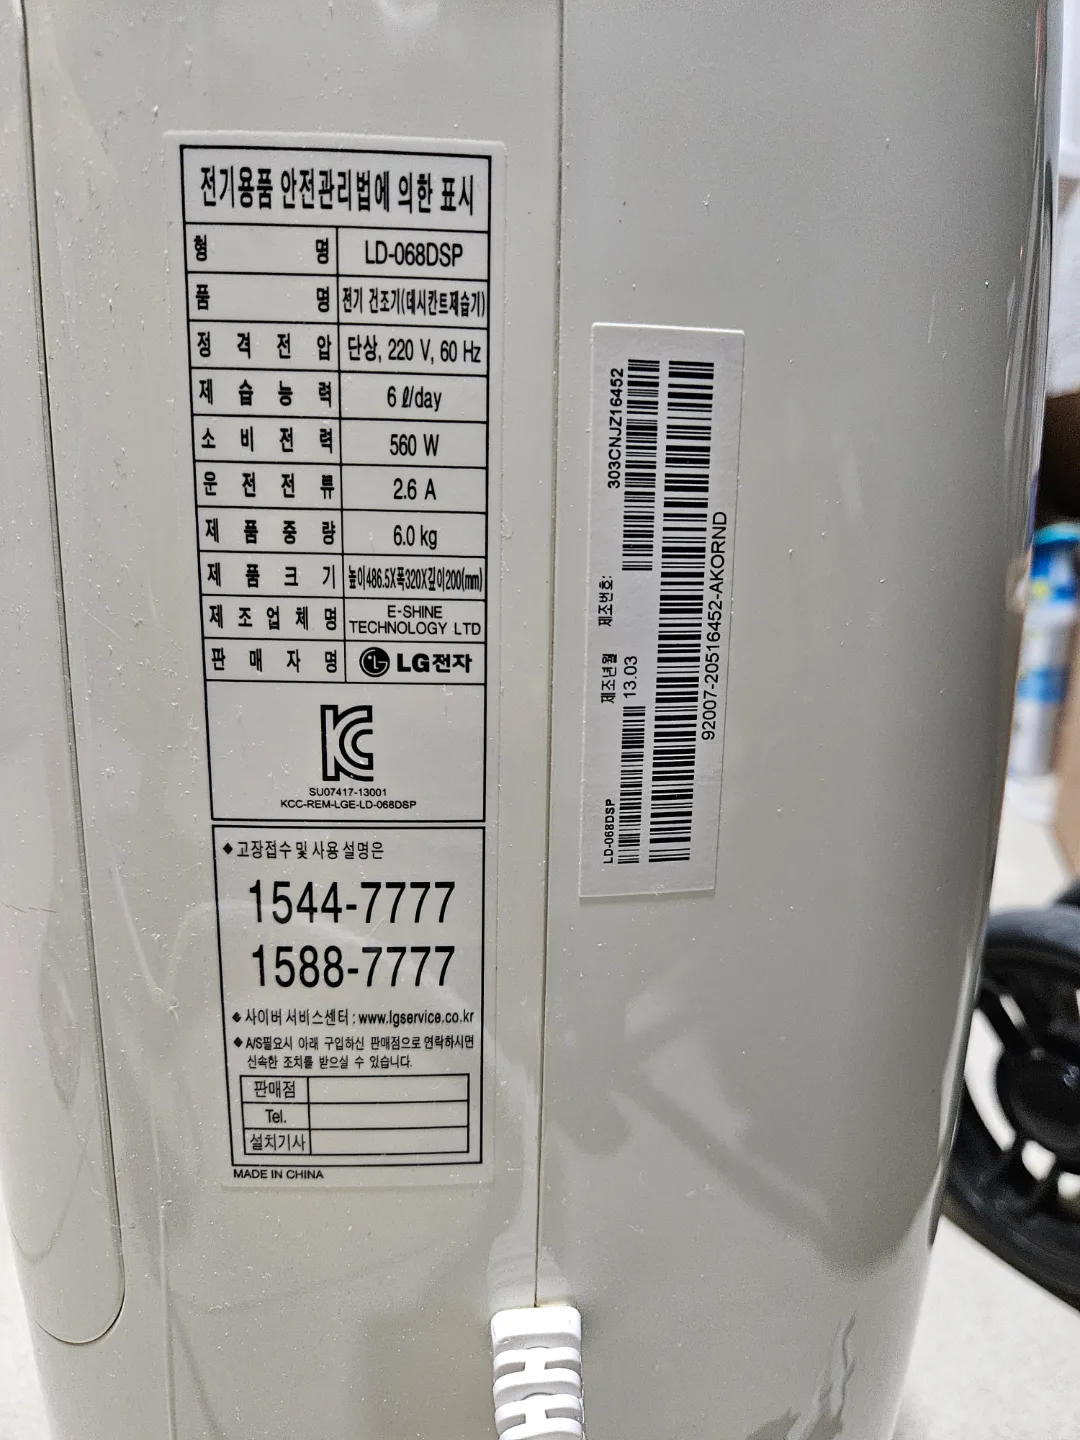 전기용품 안전관리법에 의한 표시
형 명 LD-068DSP
품 명 전기 건조기(데시칸트제습기)
정 격 전 압 단상, 220 V, 60 Hz
제 습 능 력 6 ℓ/day
소 비 전 력 560 W
운 전 전 류 2.6 A
제 품 중 량 6.0 kg
제 품 크 기 높이486.5X폭320X깊이200(mm)
제 조 업 체 명 E-SHINE
TECHNOLOGY LTD
판 매 자 명 LG전자
SU07417-13001
KCC-REM-LGE-LD-068DSP
◆ 고장접수 및 사용 설명은
1544-7777
1588-7777
◆ 사이버 서비스센터 : www.lgservice.co.kr
◆ A/S필요시 아래 구입하신 판매점으로 연락하시면
신속한 조치를 받으실 수 있습니다.
판매점
Tel.
설치기사
MADE IN CHINA
LD-068DSP
제조년월
13.03
제조번호:
303CNJZ16452
92007-20516452-AKORND